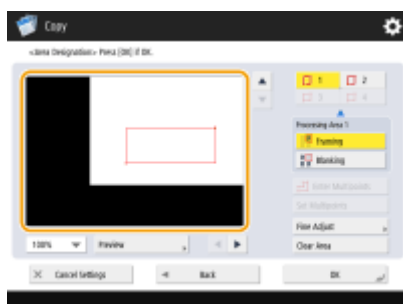 Copy
<Area Designation> Press [OK] if OK.
1
2
3
4
Processing Area 1
Framing
Blanking
Enter Multipoints
Set Multipoints
Fine Adjust
Clear Area
100%
Preview
Cancel Settings
Back
OK